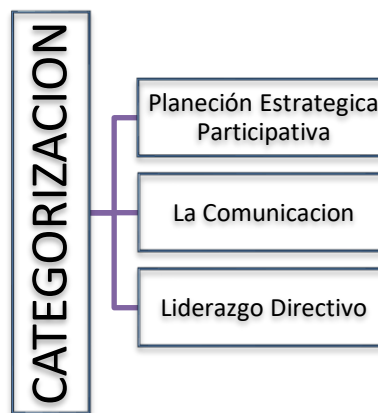 CATEGORIZACION
Planeción Estrategica
Participativa
La Comunicacion
Liderazgo Directivo